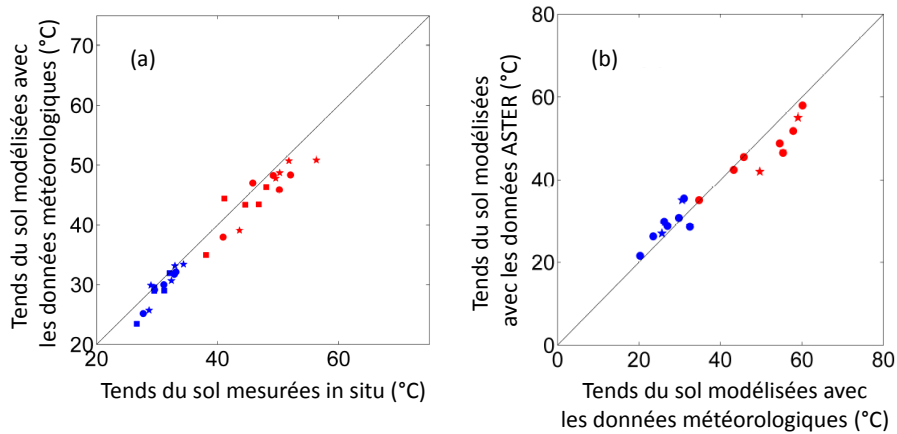 Tends du sol modélisées avec
les données météorologiques (°C)
70
60
50
40
30
20
(a)
20
40
60
Tends du sol mesurées in situ (°C)
Tends du sol modélisées
avec les données ASTER (°C)
80
60
40
20
0
(b)
0
20
40
60
80
Tends du sol modélisées avec
les données météorologiques (°C)